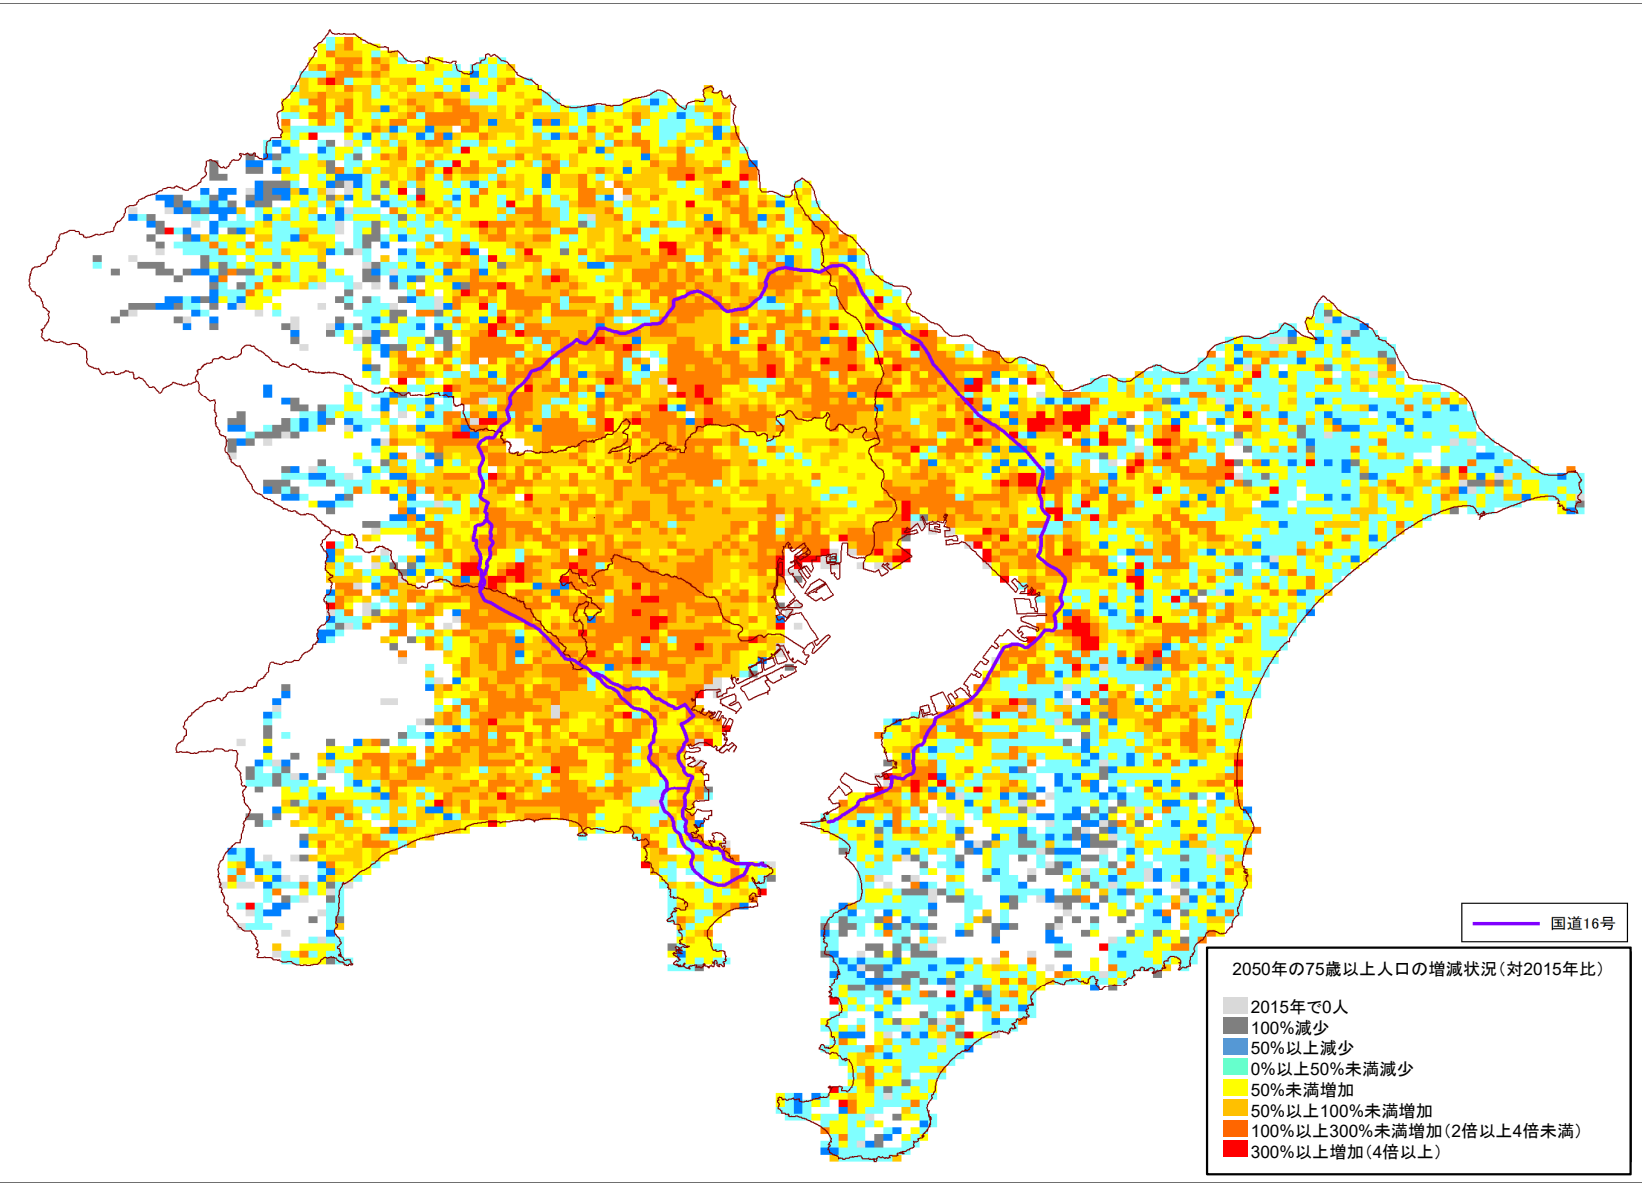 国道16号
2050年の75歳以上人口の増減状況(対2015年比)
2015年で0人
100%減少
50%以上減少
0%以上50%未満減少
50%未満増加
50%以上100%未満増加
100%以上300%未満増加(2倍以上4倍未満)
300%以上増加(4倍以上)